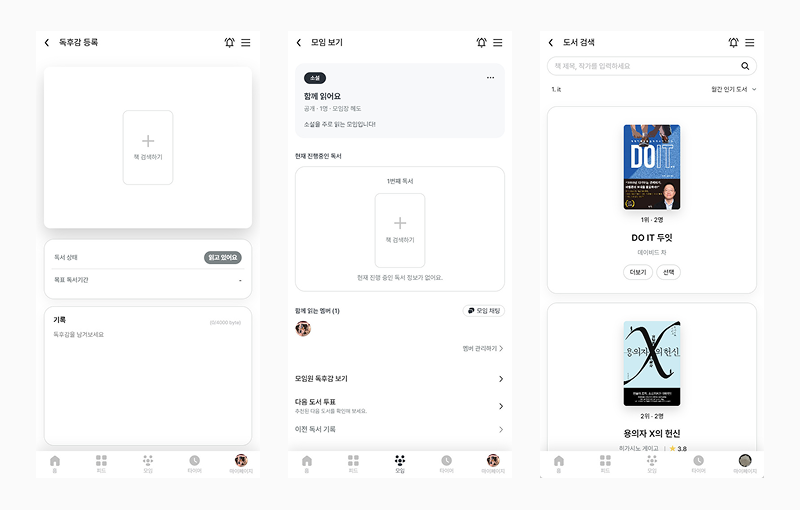 독후감 등록
책 검색하기
독서 상태
읽고 있어요
목표 독서기간
-
기록
(0/4000 byte)
독후감을 남겨보세요
홈
피드
모임
타이머
마이페이지
모임 보기
소설
함께 읽어요
공개 · 1명 · 모임장 헤도
소설을 주로 읽는 모임입니다!
현재 진행중인 독서
1번째 독서
책 검색하기
현재 진행 중인 독서 정보가 없어요.
함께 읽는 멤버 (1)
모임 채팅
멤버 관리하기
모임원 독후감 보기
다음 도서 투표
추천된 다음 도서를 확인해 보세요.
이전 독서 기록
홈
피드
모임
타이머
마이페이지
도서 검색
책 제목, 작가를 입력하세요
1. it
월간 인기 도서
DO IT
1위 · 2명
DO IT 두잇
데이비드 차
더보기
선택
용의자 X의 헌신
2위 · 2명
용의자 X의 헌신
히가시노 게이고
3.8
홈
피드
모임
타이머
마이페이지